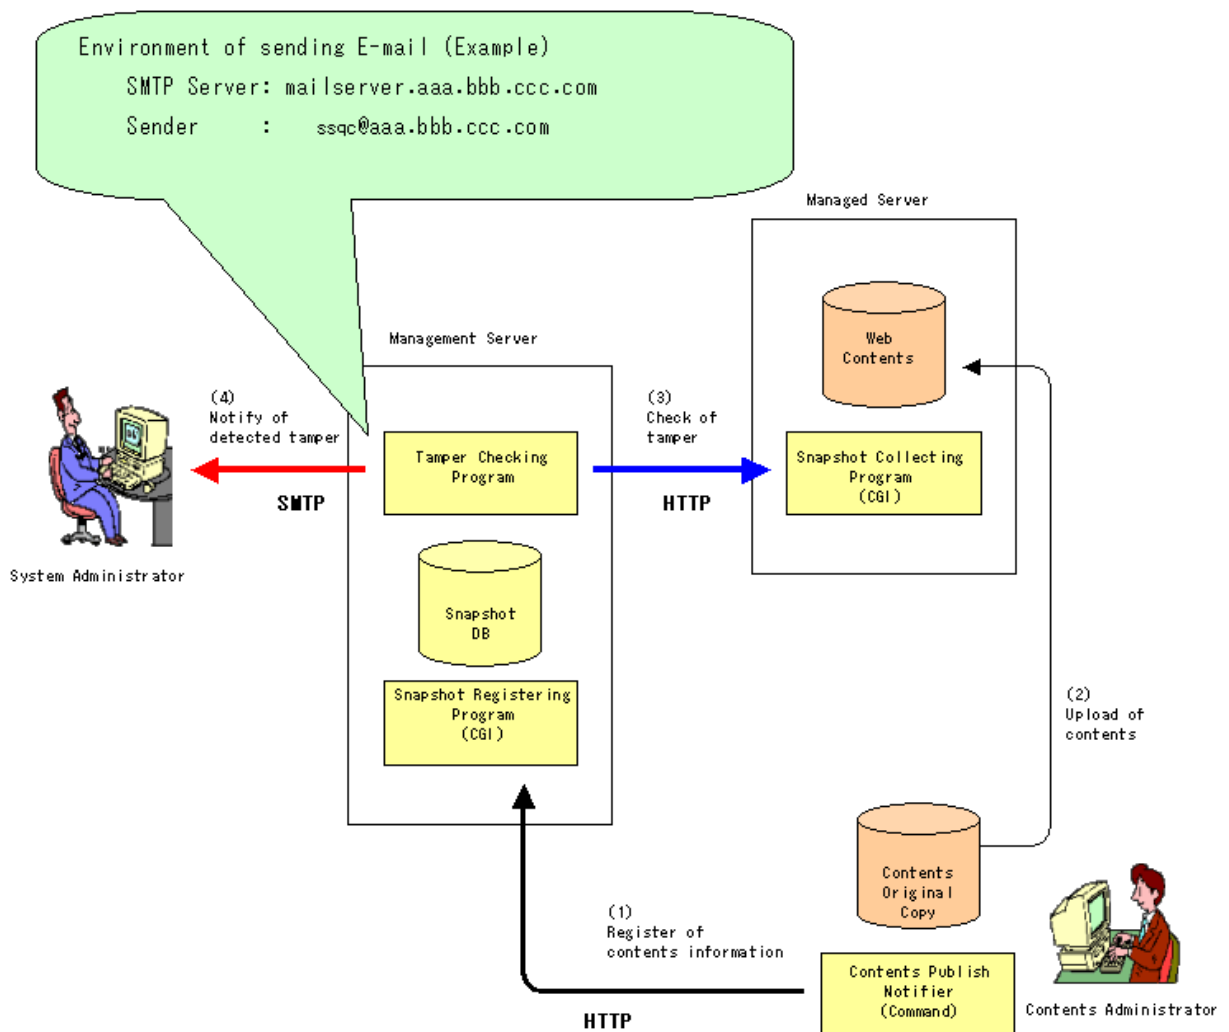 Environment of sending E-mail (Example)
SMTP Server: mailserver.aaa.bbb.ccc.com
Sender : ssqc@aaa.bbb.ccc.com
Managed Server
Web
Contents
Management Server
(4)
Notify of
detected tamper
(3)
Check of
tamper
Tamper Checking
Program
Snapshot Collecting
Program
(CGI)
SMTP
HTTP
System Administrator
Snapshot
DB
Snapshot Registering
Program
(CGI)
(2)
Upload of
contents
Contents
Original
Copy
(1)
Register of
contents information
Contents Publish
Notifier
(Command)
Contents Administrator
HTTP